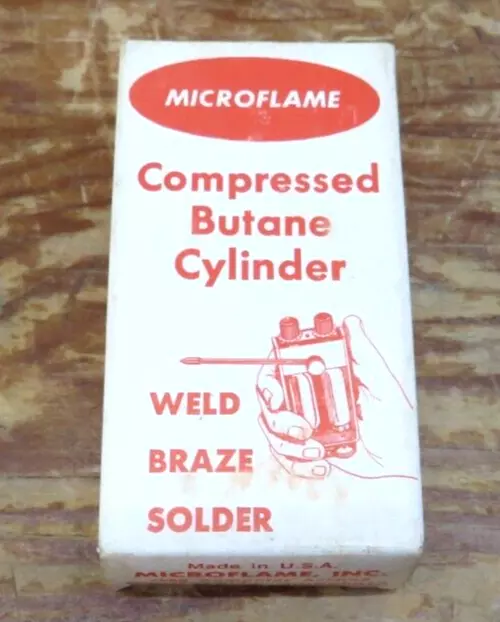 MICROFLAME
Compressed
Butane
Cylinder
WELD
BRAZE
SOLDER
Made in U.S.A.
MICROFLAME, INC.